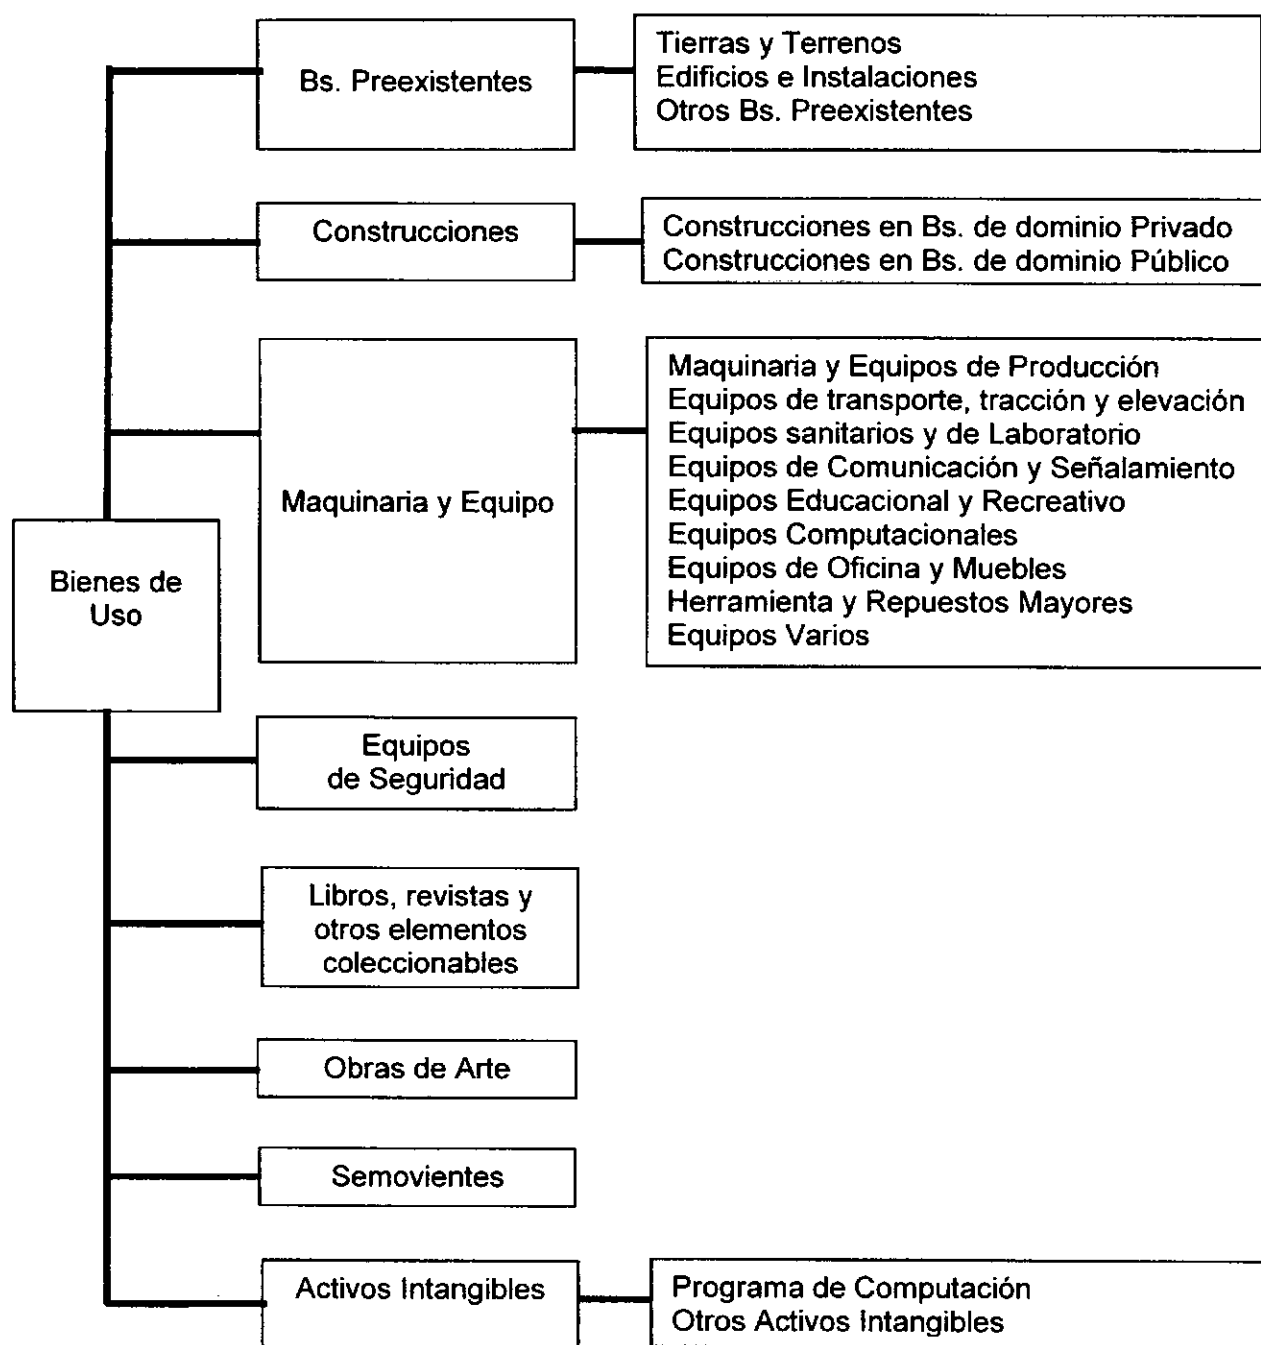 Bienes de
Uso
Bs. Preexistentes
Tierras y Terrenos
Edificios e Instalaciones
Otros Bs. Preexistentes
Construcciones
Construcciones en Bs. de dominio Privado
Construcciones en Bs. de dominio Público
Maquinaria y Equipo
Maquinaria y Equipos de Producción
Equipos de transporte, tracción y elevación
Equipos sanitarios y de Laboratorio
Equipos de Comunicación y Señalamiento
Equipos Educacional y Recreativo
Equipos Computacionales
Equipos de Oficina y Muebles
Herramienta y Repuestos Mayores
Equipos Varios
Equipos
de Seguridad
Libros, revistas y
otros elementos
coleccionables
Obras de Arte
Semovientes
Activos Intangibles
Programa de Computación
Otros Activos Intangibles